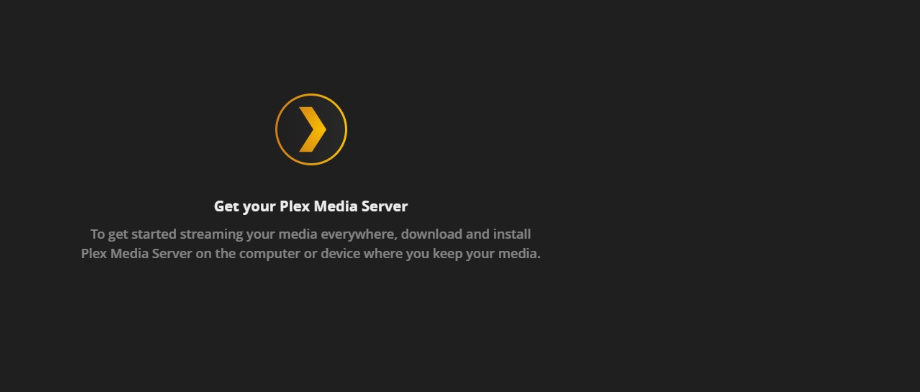 Get your Plex Media Server
To get started streaming your media everywhere, download and install
Plex Media Server on the computer or device where you keep your media.